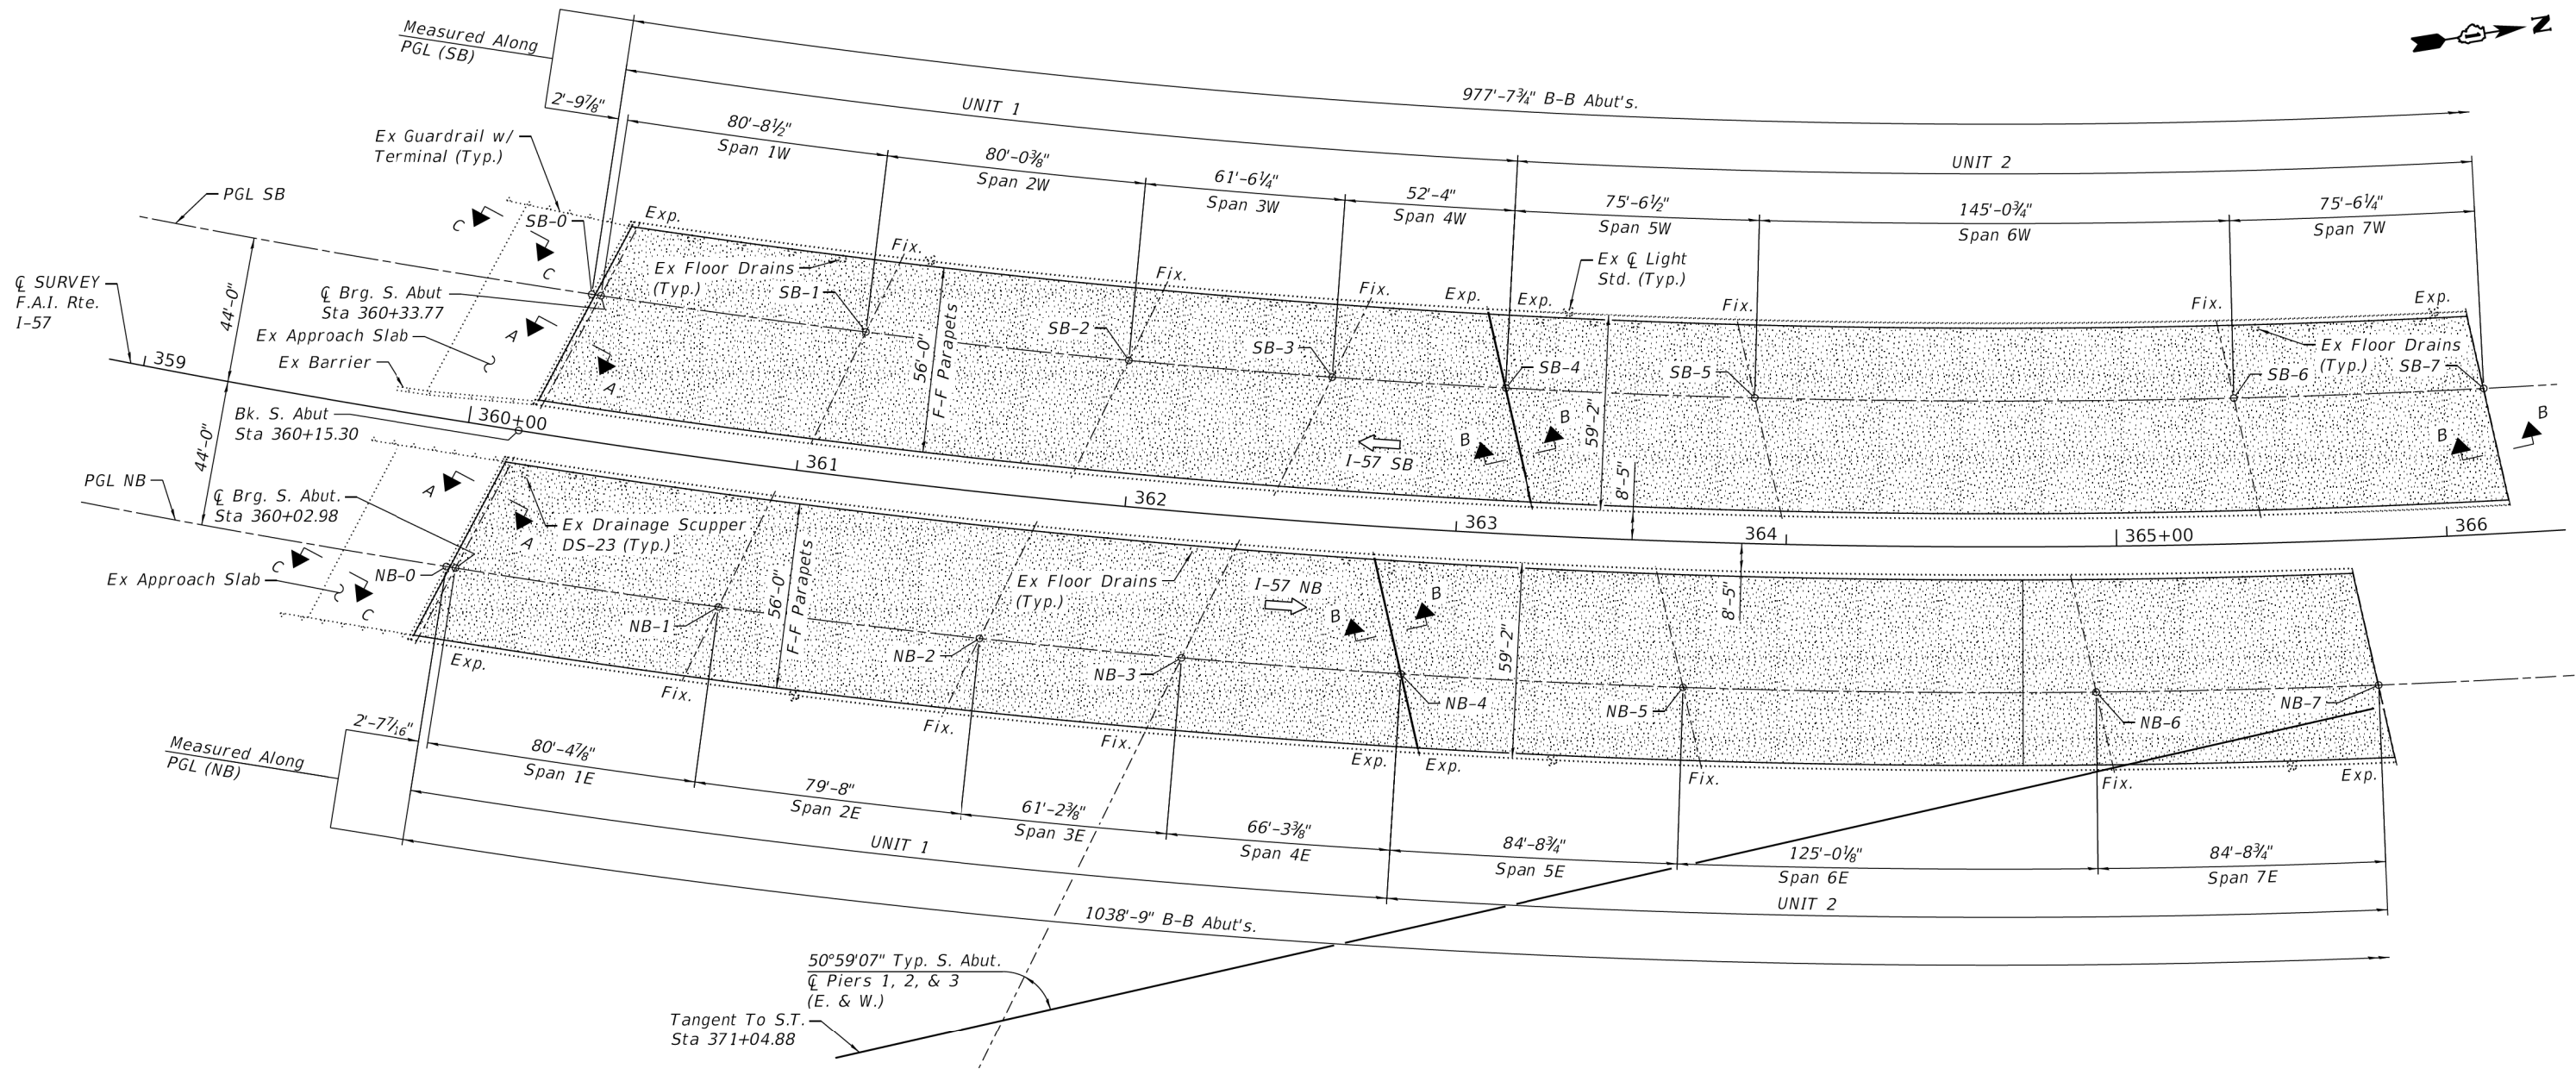 N
Measured Along
PGL (SB)
977'-7¾" B-B Abut's.
2'-9⅞"
UNIT 1
UNIT 2
80'-8½"
Span 1W
80'-0⅜"
Span 2W
61'-6¼"
Span 3W
52'-4"
Span 4W
75'-6½"
Span 5W
145'-0¾"
Span 6W
75'-6¼"
Span 7W
Ex Guardrail w/
Terminal (Typ.)
PGL SB
C
C
SB-0
Exp.
Fix.
Fix.
Fix.
Exp.
Exp.
Fix.
Fix.
Exp.
Ex Floor Drains
(Typ.)
SB-1
SB-2
SB-3
SB-4
SB-5
SB-6
SB-7
Ex ℄ Light
Std. (Typ.)
Ex Floor Drains
(Typ.)
℄ SURVEY
F.A.I. Rte.
I-57
44'-0"
44'-0"
℄ Brg. S. Abut
Sta 360+33.77
Ex Approach Slab
Ex Barrier
A
A
56'-0"
F-F Parapets
59'-2"
8'-5"
I-57 SB
B
B
B
B
359
360+00
361
362
363
364
365+00
366
Bk. S. Abut
Sta 360+15.30
PGL NB
℄ Brg. S. Abut.
Sta 360+02.98
A
A
Ex Drainage Scupper
DS-23 (Typ.)
Ex Approach Slab
C
C
NB-0
NB-1
NB-2
NB-3
NB-4
NB-5
NB-6
NB-7
56'-0"
F-F Parapets
Ex Floor Drains
(Typ.)
I-57 NB
B
B
59'-2"
8'-5"
Exp.
Fix.
Fix.
Fix.
Exp.
Exp.
Fix.
Fix.
Exp.
2'-7⁷⁄₁₆"
Measured Along
PGL (NB)
80'-4⅞"
Span 1E
79'-8"
Span 2E
61'-2⅜"
Span 3E
66'-3⅜"
Span 4E
84'-8¾"
Span 5E
125'-0⅛"
Span 6E
84'-8¾"
Span 7E
UNIT 1
UNIT 2
1038'-9" B-B Abut's.
50°59'07" Typ. S. Abut.
℄ Piers 1, 2, & 3
(E. & W.)
Tangent To S.T.
Sta 371+04.88